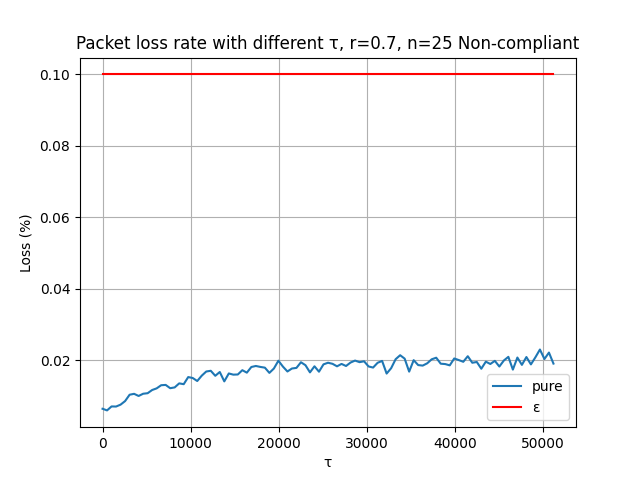 Packet loss rate with different τ, r=0.7, n=25 Non-compliant
0.10
0.08
0.06
0.04
0.02
Loss (%)
pure
ε
0 10000 20000 30000 40000 50000
τ